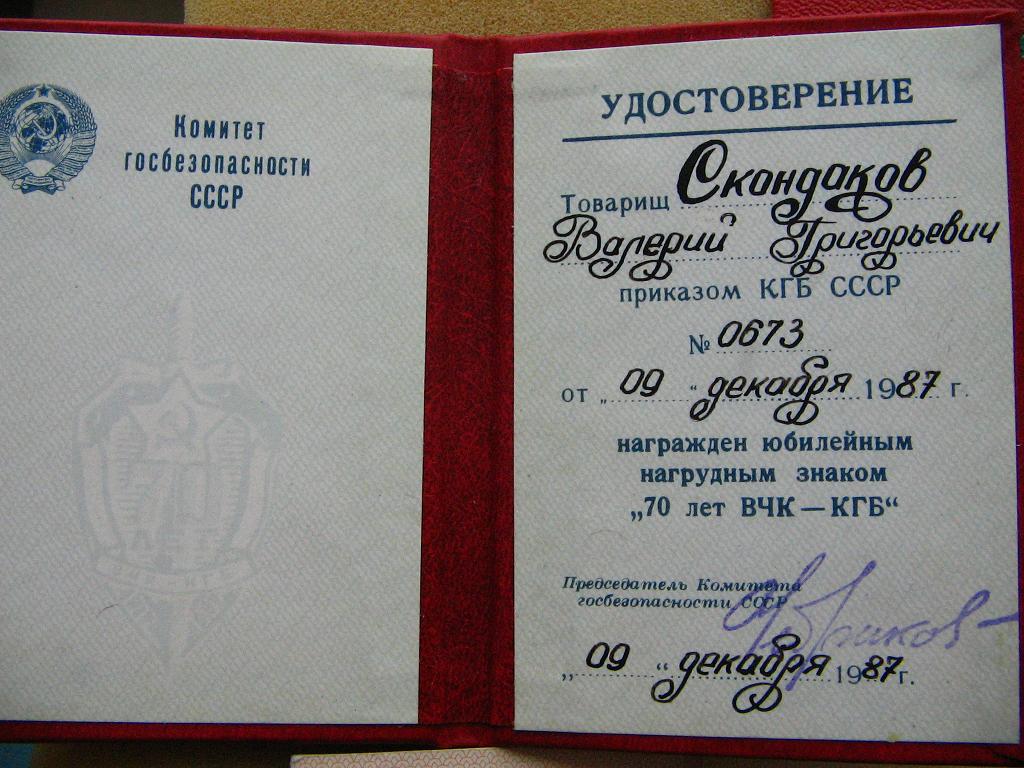 Комитет
госбезопасности
СССР
УДОСТОВЕРЕНИЕ
Товарищ Скондаков
Валерий Григорьевич
приказом КГБ СССР
№ 0673
от „ 09 “ декабря 1987 г.
награжден юбилейным
нагрудным знаком
„70 лет ВЧК — КГБ“
Председатель Комитета
госбезопасности СССР
„ 09 “ декабря 1987 г.